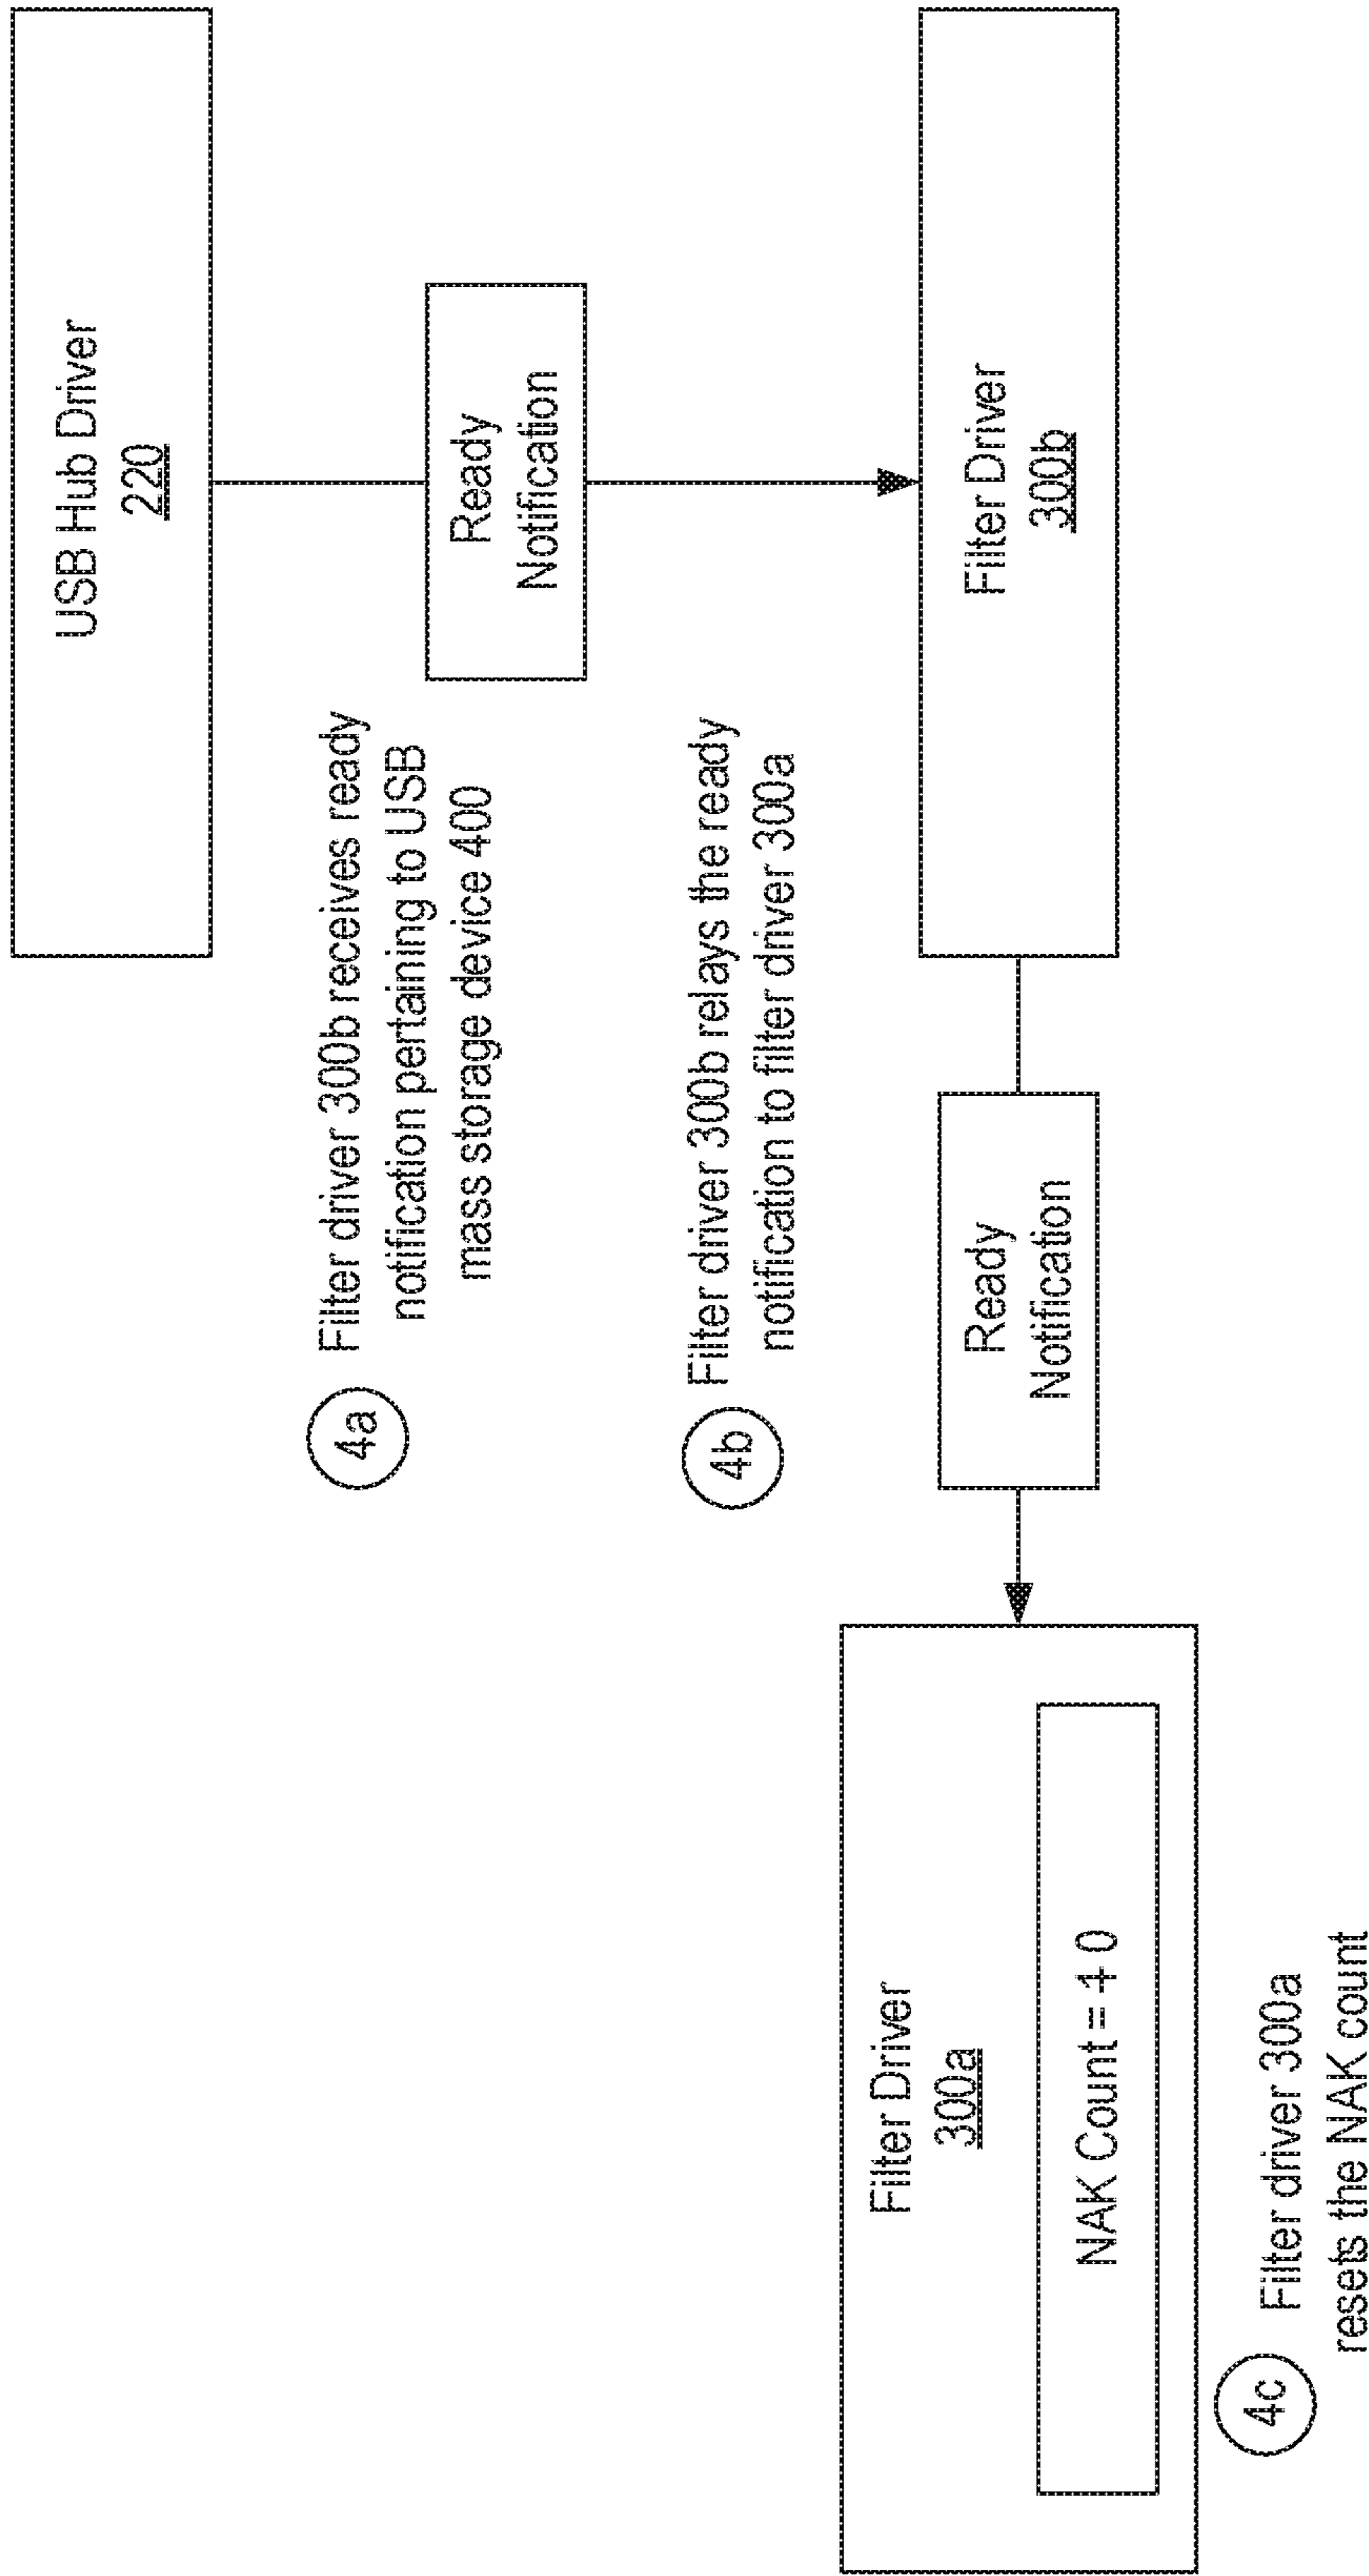 USB Hub Driver
220
4a
Filter driver 300b receives ready
notification pertaining to USB
mass storage device 400
Ready
Notification
4b
Filter driver 300b relays the ready
notification to filter driver 300a
Filter Driver
300a
NAK Count = 1 0
Ready
Notification
Filter Driver
300b
4c
Filter driver 300a
resets the NAK count